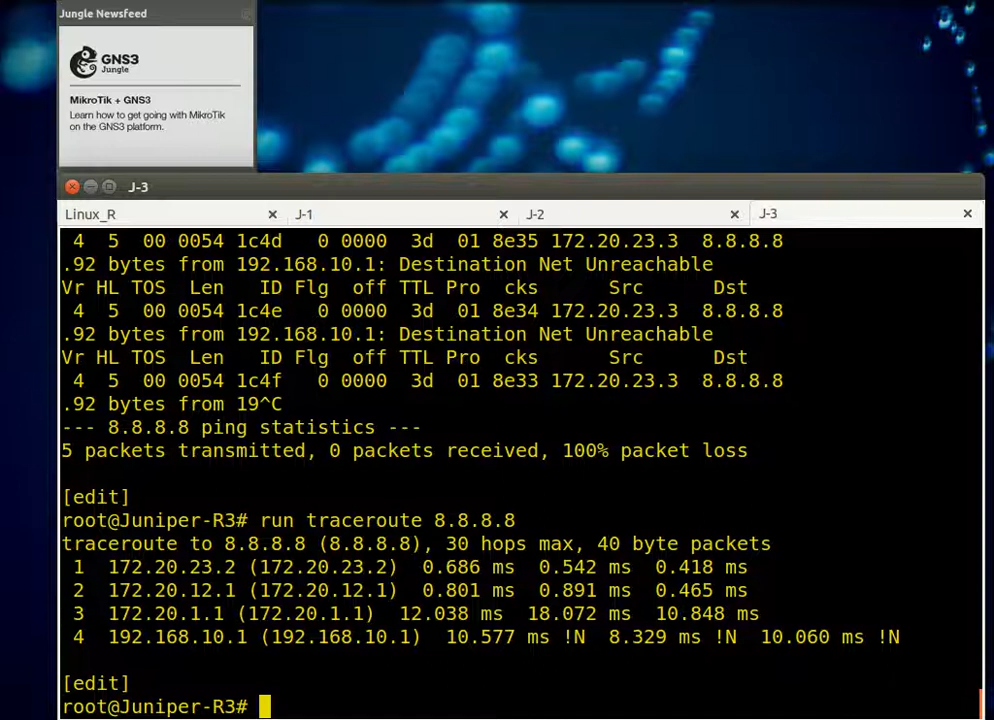 Jungle Newsfeed
GNS3
Jungle
MikroTik + GNS3
Learn how to get going with MikroTik
on the GNS3 platform.
J-3
Linux_R
J-1
J-2
J-3
4  5  00 0054 1c4d   0 0000  3d  01 8e35 172.20.23.3  8.8.8.8
.92 bytes from 192.168.10.1: Destination Net Unreachable
Vr HL TOS  Len   ID Flg  off TTL Pro  cks      Src      Dst
4  5  00 0054 1c4e   0 0000  3d  01 8e34 172.20.23.3  8.8.8.8
.92 bytes from 192.168.10.1: Destination Net Unreachable
Vr HL TOS  Len   ID Flg  off TTL Pro  cks      Src      Dst
4  5  00 0054 1c4f   0 0000  3d  01 8e33 172.20.23.3  8.8.8.8
.92 bytes from 19^C
--- 8.8.8.8 ping statistics ---
5 packets transmitted, 0 packets received, 100% packet loss
[edit]
root@Juniper-R3# run traceroute 8.8.8.8
traceroute to 8.8.8.8 (8.8.8.8), 30 hops max, 40 byte packets
1  172.20.23.2 (172.20.23.2)  0.686 ms  0.542 ms  0.418 ms
2  172.20.12.1 (172.20.12.1)  0.801 ms  0.891 ms  0.465 ms
3  172.20.1.1 (172.20.1.1)  12.038 ms  18.072 ms  10.848 ms
4  192.168.10.1 (192.168.10.1)  10.577 ms !N  8.329 ms !N  10.060 ms !N
[edit]
root@Juniper-R3#